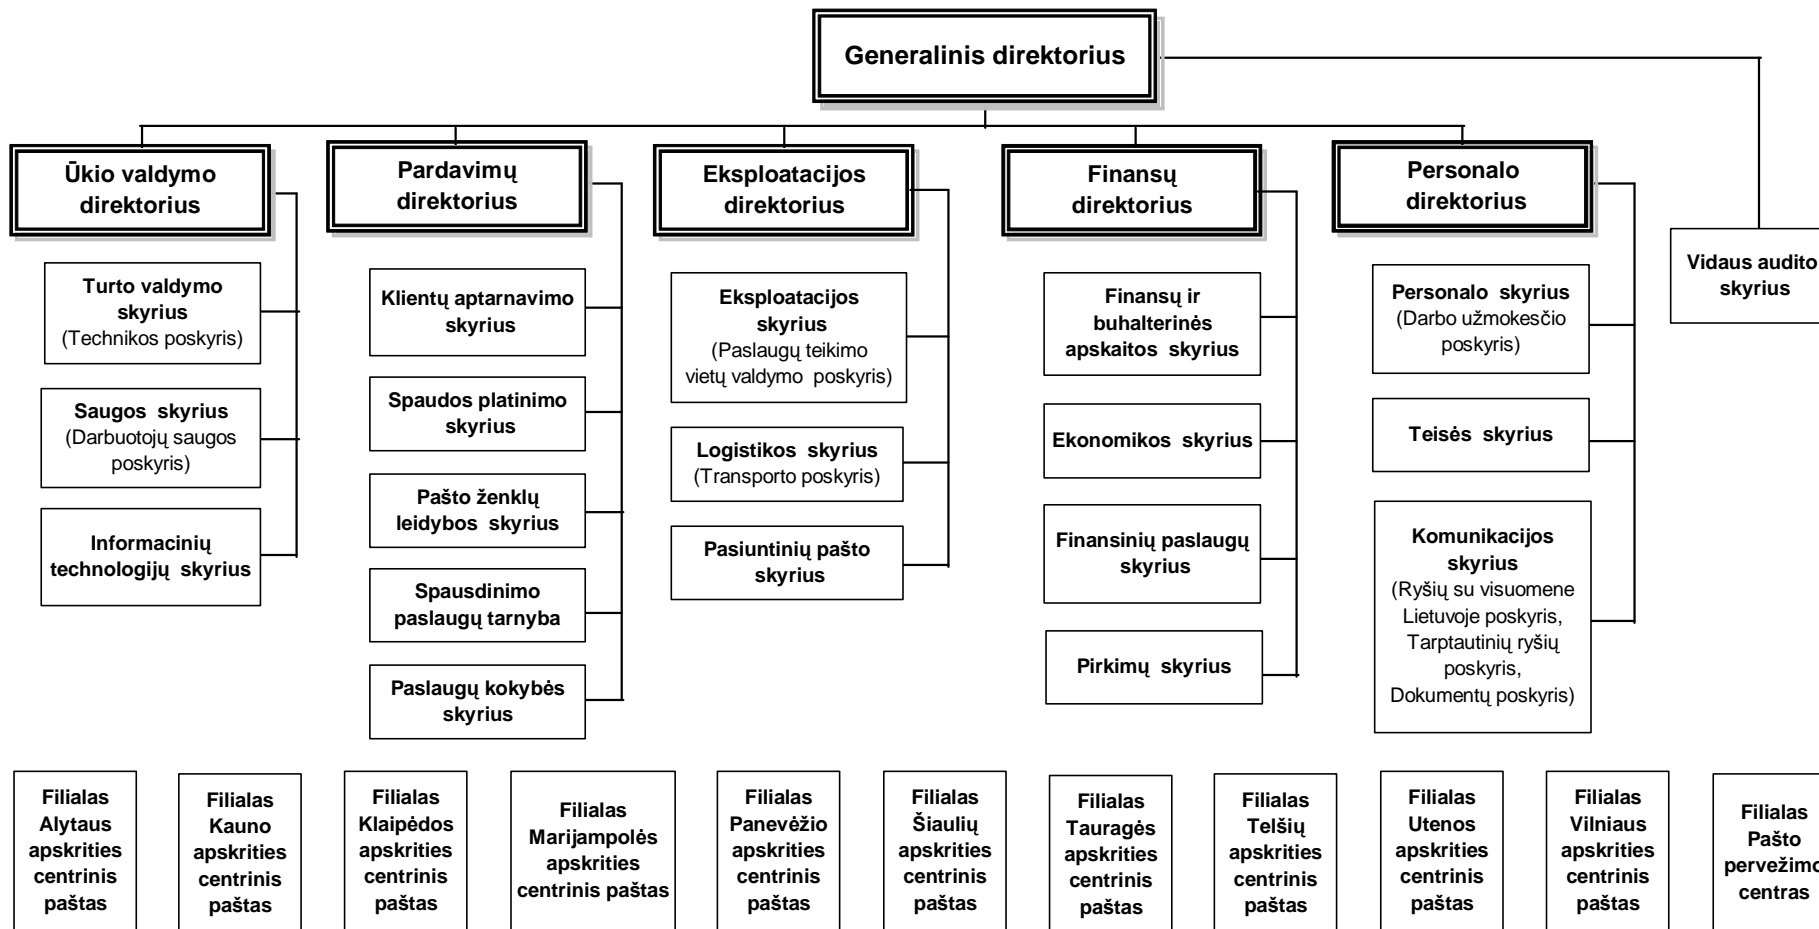 Generalinis direktorius
Ūkio valdymo
direktorius
Pardavimų
direktorius
Eksploatacijos
direktorius
Finansų
direktorius
Personalo
direktorius
Vidaus audito
skyrius
Turto valdymo
skyrius
(Technikos poskyris)
Saugos skyrius
(Darbuotojų saugos
poskyris)
Informacinių
technologijų skyrius
Klientų aptarnavimo
skyrius
Spaudos platinimo
skyrius
Pašto ženklų
leidybos skyrius
Spausdinimo
paslaugų tarnyba
Paslaugų kokybės
skyrius
Eksploatacijos
skyrius
(Paslaugų teikimo
vietų valdymo poskyris)
Logistikos skyrius
(Transporto poskyris)
Pasiuntinių pašto
skyrius
Finansų ir
buhalterinės
apskaitos skyrius
Ekonomikos skyrius
Finansinių paslaugų
skyrius
Pirkimų skyrius
Personalo skyrius
(Darbo užmokesčio
poskyris)
Teisės skyrius
Komunikacijos
skyrius
(Ryšių su visuomene
Lietuvoje poskyris,
Tarptautinių ryšių
poskyris,
Dokumentų poskyris)
Filialas
Alytaus
apskrities
centrinis
paštas
Filialas
Kauno
apskrities
centrinis
paštas
Filialas
Klaipėdos
apskrities
centrinis
paštas
Filialas
Marijampolės
apskrities
centrinis paštas
Filialas
Panevėžio
apskrities
centrinis
paštas
Filialas
Šiaulių
apskrities
centrinis
paštas
Filialas
Tauragės
apskrities
centrinis
paštas
Filialas
Telšių
apskrities
centrinis
paštas
Filialas
Utenos
apskrities
centrinis
paštas
Filialas
Vilniaus
apskrities
centrinis
paštas
Filialas
Pašto
pervežimo
centras